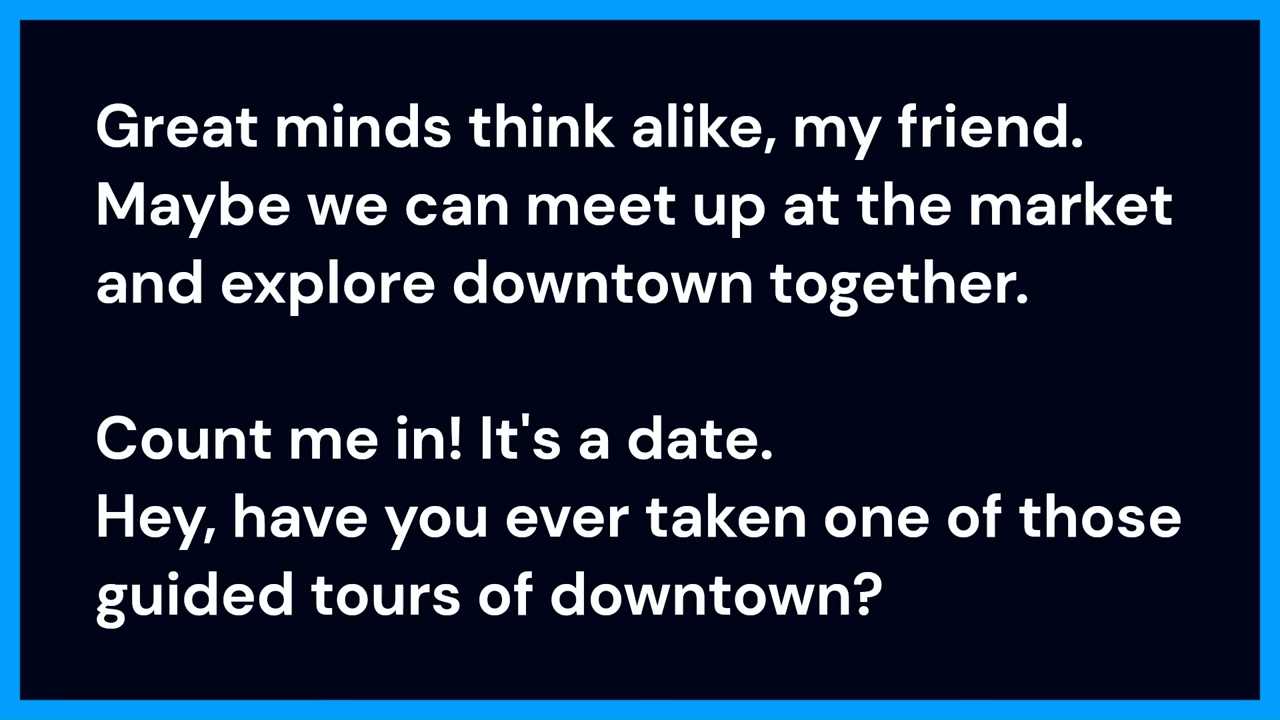 Great minds think alike, my friend.
Maybe we can meet up at the market
and explore downtown together.
Count me in! It's a date.
Hey, have you ever taken one of those
guided tours of downtown?